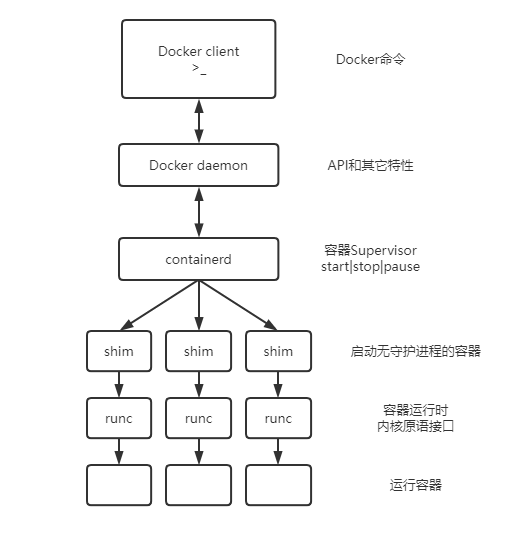 Docker client
>_
Docker命令
Docker daemon
API和其它特性
containerd
容器Supervisor
start|stop|pause
shim
shim
shim
启动无守护进程的容器
runc
runc
runc
容器运行时
内核原语接口
运行容器